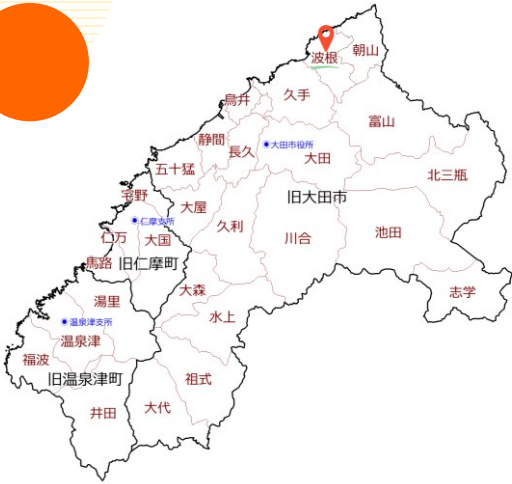 波根
朝山
久手
鳥井
富山
静間
長久
大田市役所
大田
五十猛
北三瓶
宅野
旧大田市
大屋
仁摩支所
久利
池田
仁万
大国
川合
馬路
旧仁摩町
大森
志学
湯里
水上
温泉津支所
温泉津
福波
旧温泉津町
祖式
井田
大代